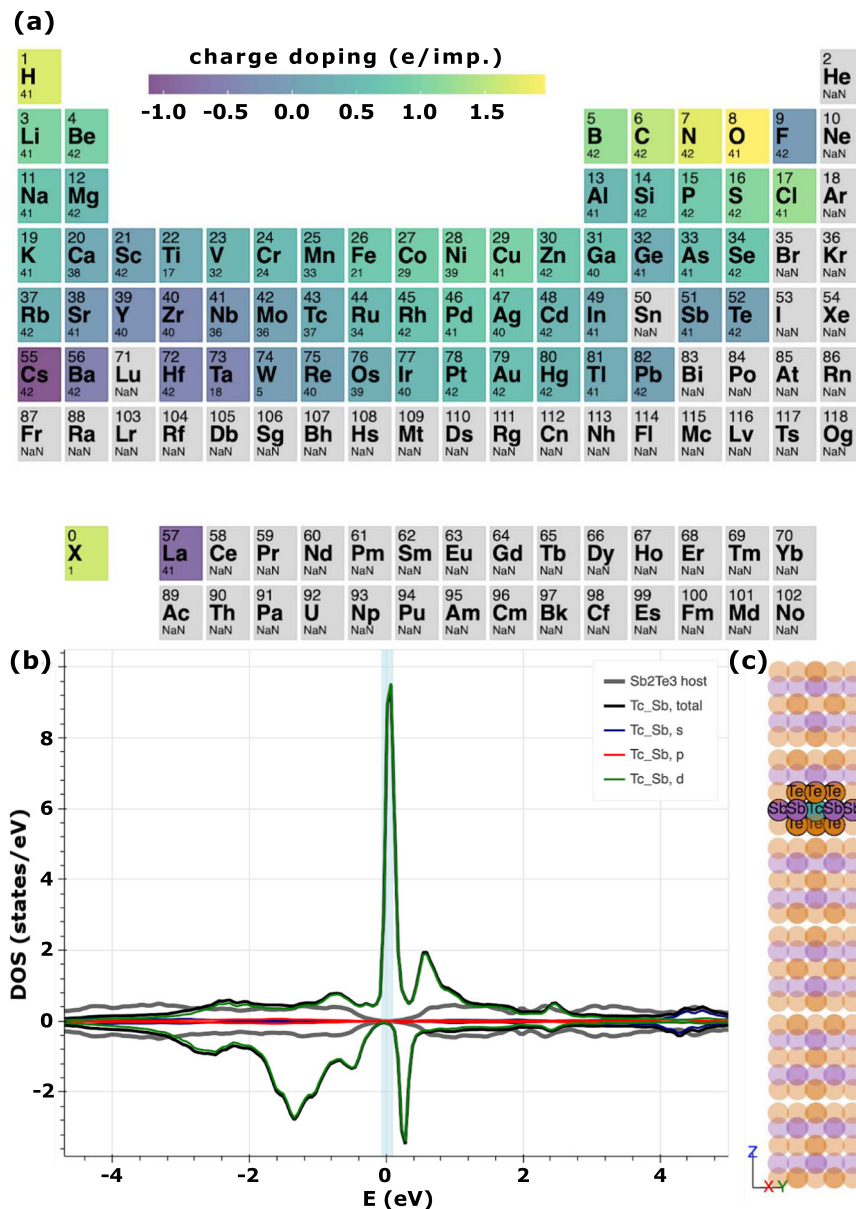 (a)
charge doping (e/imp.)
-1.0 -0.5 0.0 0.5 1.0 1.5
1 2
H He
41 NaN
3 4 5 6 7 8 9 10
Li Be B C N O F Ne
41 42 42 42 42 41 42 NaN
11 12 13 14 15 16 17 18
Na Mg Al Si P S Cl Ar
41 42 41 42 42 42 41 NaN
19 20 21 22 23 24 25 26 27 28 29 30 31 32 33 34 35 36
K Ca Sc Ti V Cr Mn Fe Co Ni Cu Zn Ga Ge As Se Br Kr
41 38 42 17 32 24 33 21 29 39 41 42 40 41 41 42 NaN NaN
37 38 39 40 41 42 43 44 45 46 47 48 49 50 51 52 53 54
Rb Sr Y Zr Nb Mo Tc Ru Rh Pd Ag Cd In Sn Sb Te I Xe
42 41 40 40 36 36 37 34 42 41 40 42 41 NaN 41 42 NaN NaN
55 56 71 72 73 74 75 76 77 78 79 80 81 82 83 84 85 86
Cs Ba Lu Hf Ta W Re Os Ir Pt Au Hg Tl Pb Bi Po At Rn
42 42 NaN 42 18 5 40 39 40 42 42 42 41 42 NaN NaN NaN NaN
87 88 103 104 105 106 107 108 109 110 111 112 113 114 115 116 117 118
Fr Ra Lr Rf Db Sg Bh Hs Mt Ds Rg Cn Nh Fl Mc Lv Ts Og
NaN NaN NaN NaN NaN NaN NaN NaN NaN NaN NaN NaN NaN NaN NaN NaN NaN NaN
0 57 58 59 60 61 62 63 64 65 66 67 68 69 70
X La Ce Pr Nd Pm Sm Eu Gd Tb Dy Ho Er Tm Yb
1 41 NaN NaN NaN NaN NaN NaN NaN NaN NaN NaN NaN NaN NaN
89 90 91 92 93 94 95 96 97 98 99 100 101 102
Ac Th Pa U Np Pu Am Cm Bk Cf Es Fm Md No
NaN NaN NaN NaN NaN NaN NaN NaN NaN NaN NaN NaN NaN NaN
(b)
Sb2Te3 host
Tc_Sb, total
Tc_Sb, s
Tc_Sb, p
Tc_Sb, d
8
6
4
2
0
-2
DOS (states/eV)
-4 -2 0 2 4
E (eV)
(c)
Te Te Te
Sb Sb Tc Sb Sb
Te Te Te
Z
X Y